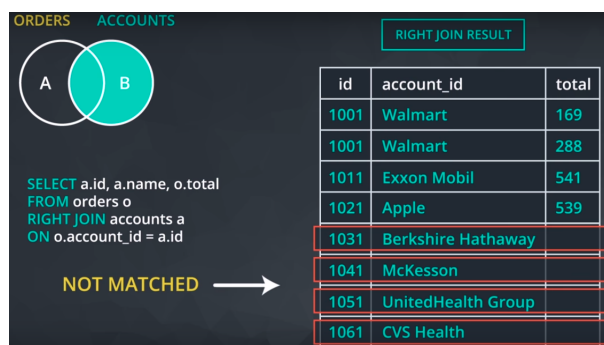 ORDERS ACCOUNTS
A B
SELECT a.id, a.name, o.total
FROM orders o
RIGHT JOIN accounts a
ON o.account_id = a.id
NOT MATCHED
RIGHT JOIN RESULT
id account_id total
1001 Walmart 169
1001 Walmart 288
1011 Exxon Mobil 541
1021 Apple 539
1031 Berkshire Hathaway
1041 McKesson
1051 UnitedHealth Group
1061 CVS Health